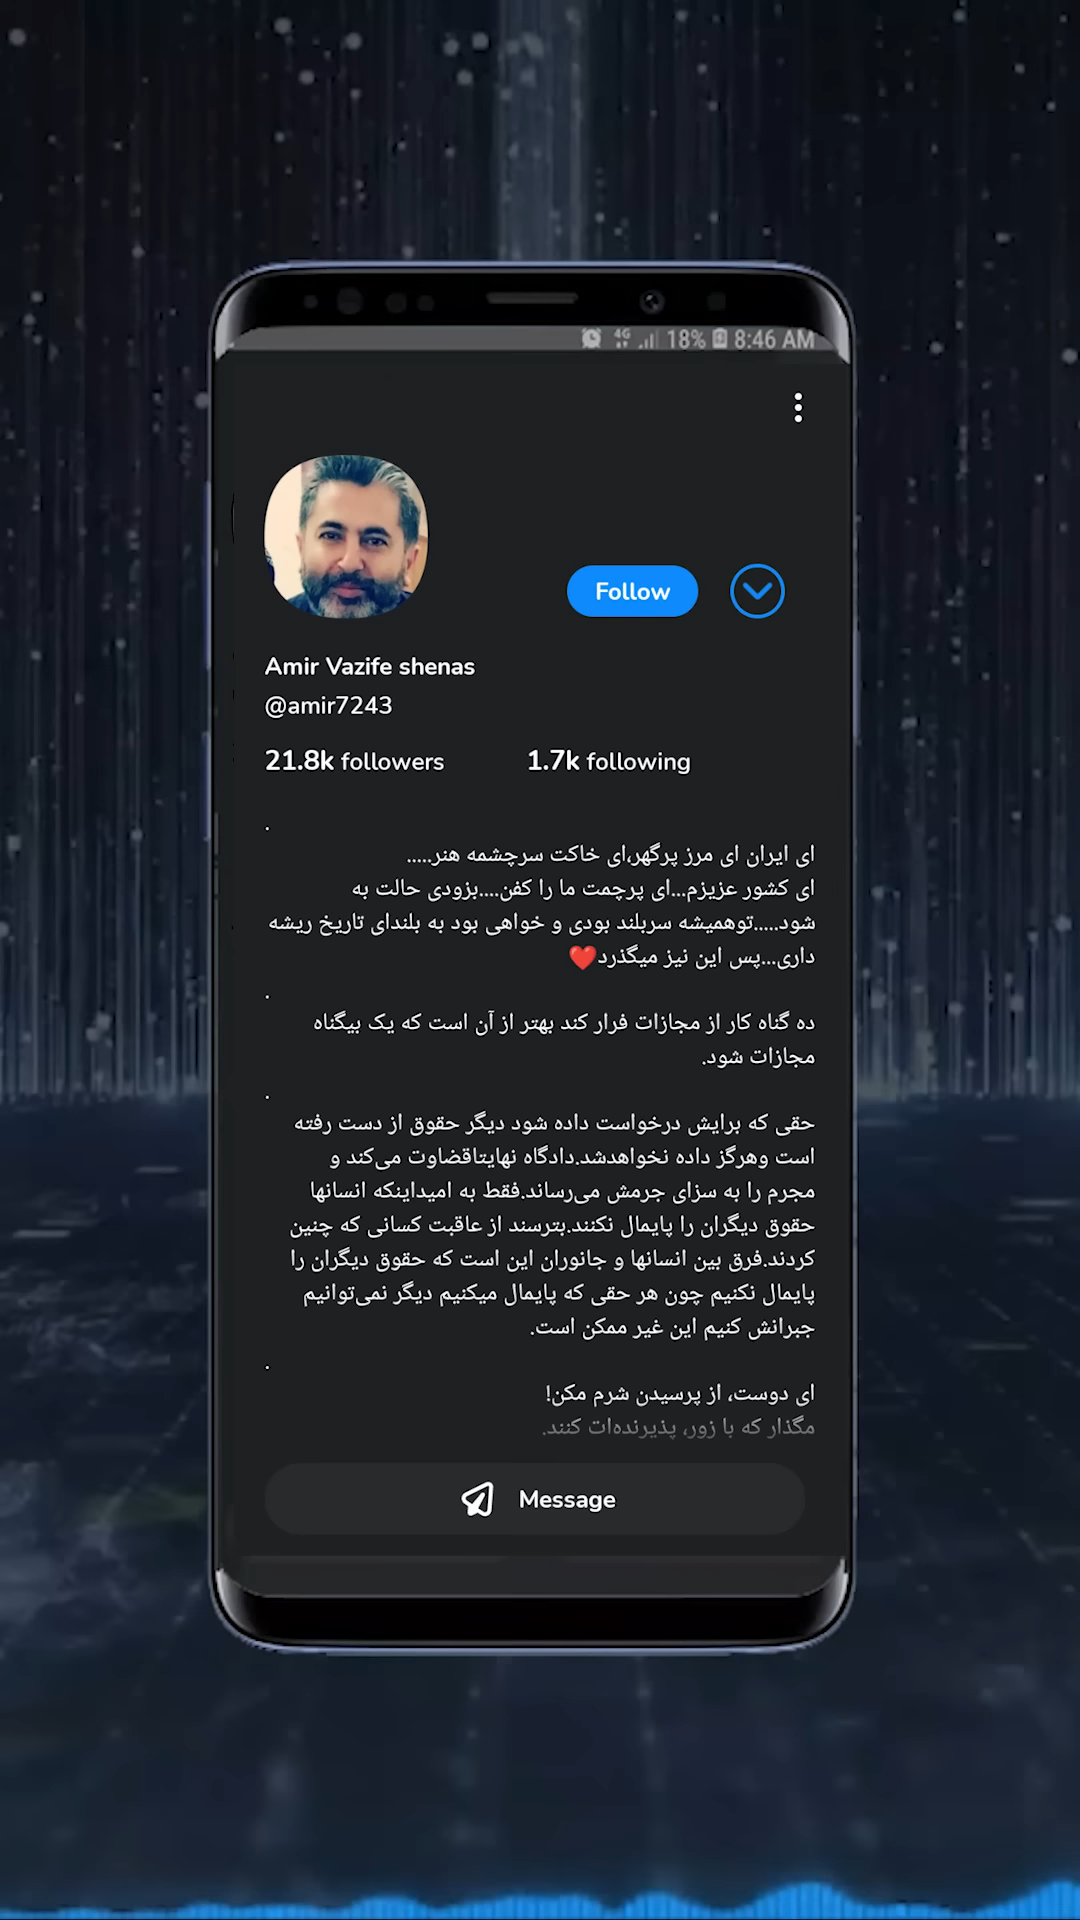 4G 18% 8:46 AM
Follow
Amir Vazife shenas
@amir7243
21.8k followers 1.7k following
.
ای ایران ای مرز پرگهر،ای خاکت سرچشمه هنر.....
ای کشور عزیزم...ای پرچمت ما را کفن....بزودی حالت به
شود.....توهمیشه سربلند بودی و خواهی بود به بلندای تاریخ ریشه
داری...پس این نیز میگذرد❤️
.
ده گناه کار از مجازات فرار کند بهتر از آن است که یک بیگناه
مجازات شود.
.
حقی که برایش درخواست داده شود دیگر حقوق از دست رفته
است وهرگز داده نخواهدشد.دادگاه نهایتاقضاوت می‌کند و
مجرم را به سزای جرمش می‌رساند.فقط به امیداینکه انسانها
حقوق دیگران را پایمال نکنند.بترسند از عاقبت کسانی که چنین
کردند.فرق بین انسانها و جانوران این است که حقوق دیگران را
پایمال نکنیم چون هر حقی که پایمال میکنیم دیگر نمی‌توانیم
جبرانش کنیم این غیر ممکن است.
.
ای دوست، از پرسیدن شرم مکن!
مگذار که با زور، پذیرنده‌ات کنند.
Message